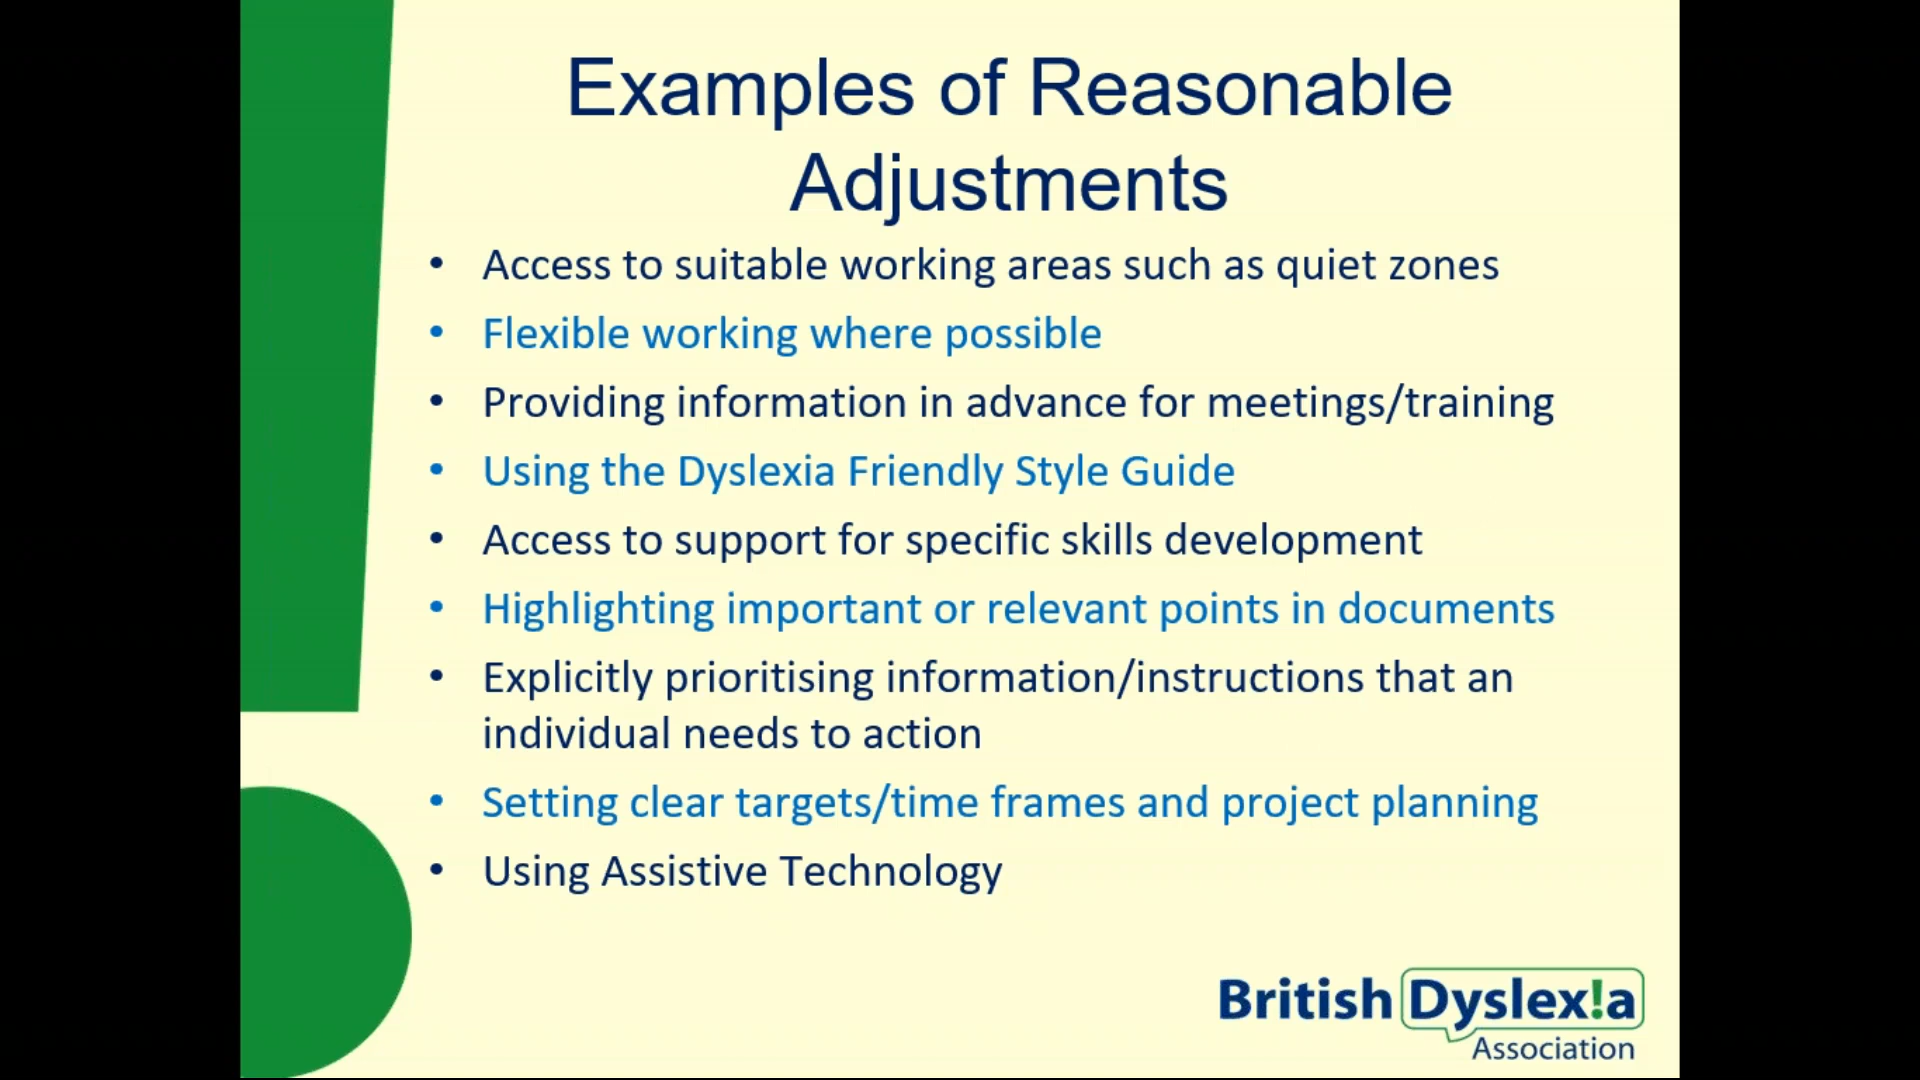 Examples of Reasonable
Adjustments
• Access to suitable working areas such as quiet zones
• Flexible working where possible
• Providing information in advance for meetings/training
• Using the Dyslexia Friendly Style Guide
• Access to support for specific skills development
• Highlighting important or relevant points in documents
• Explicitly prioritising information/instructions that an
individual needs to action
• Setting clear targets/time frames and project planning
• Using Assistive Technology
British Dyslex!a
Association